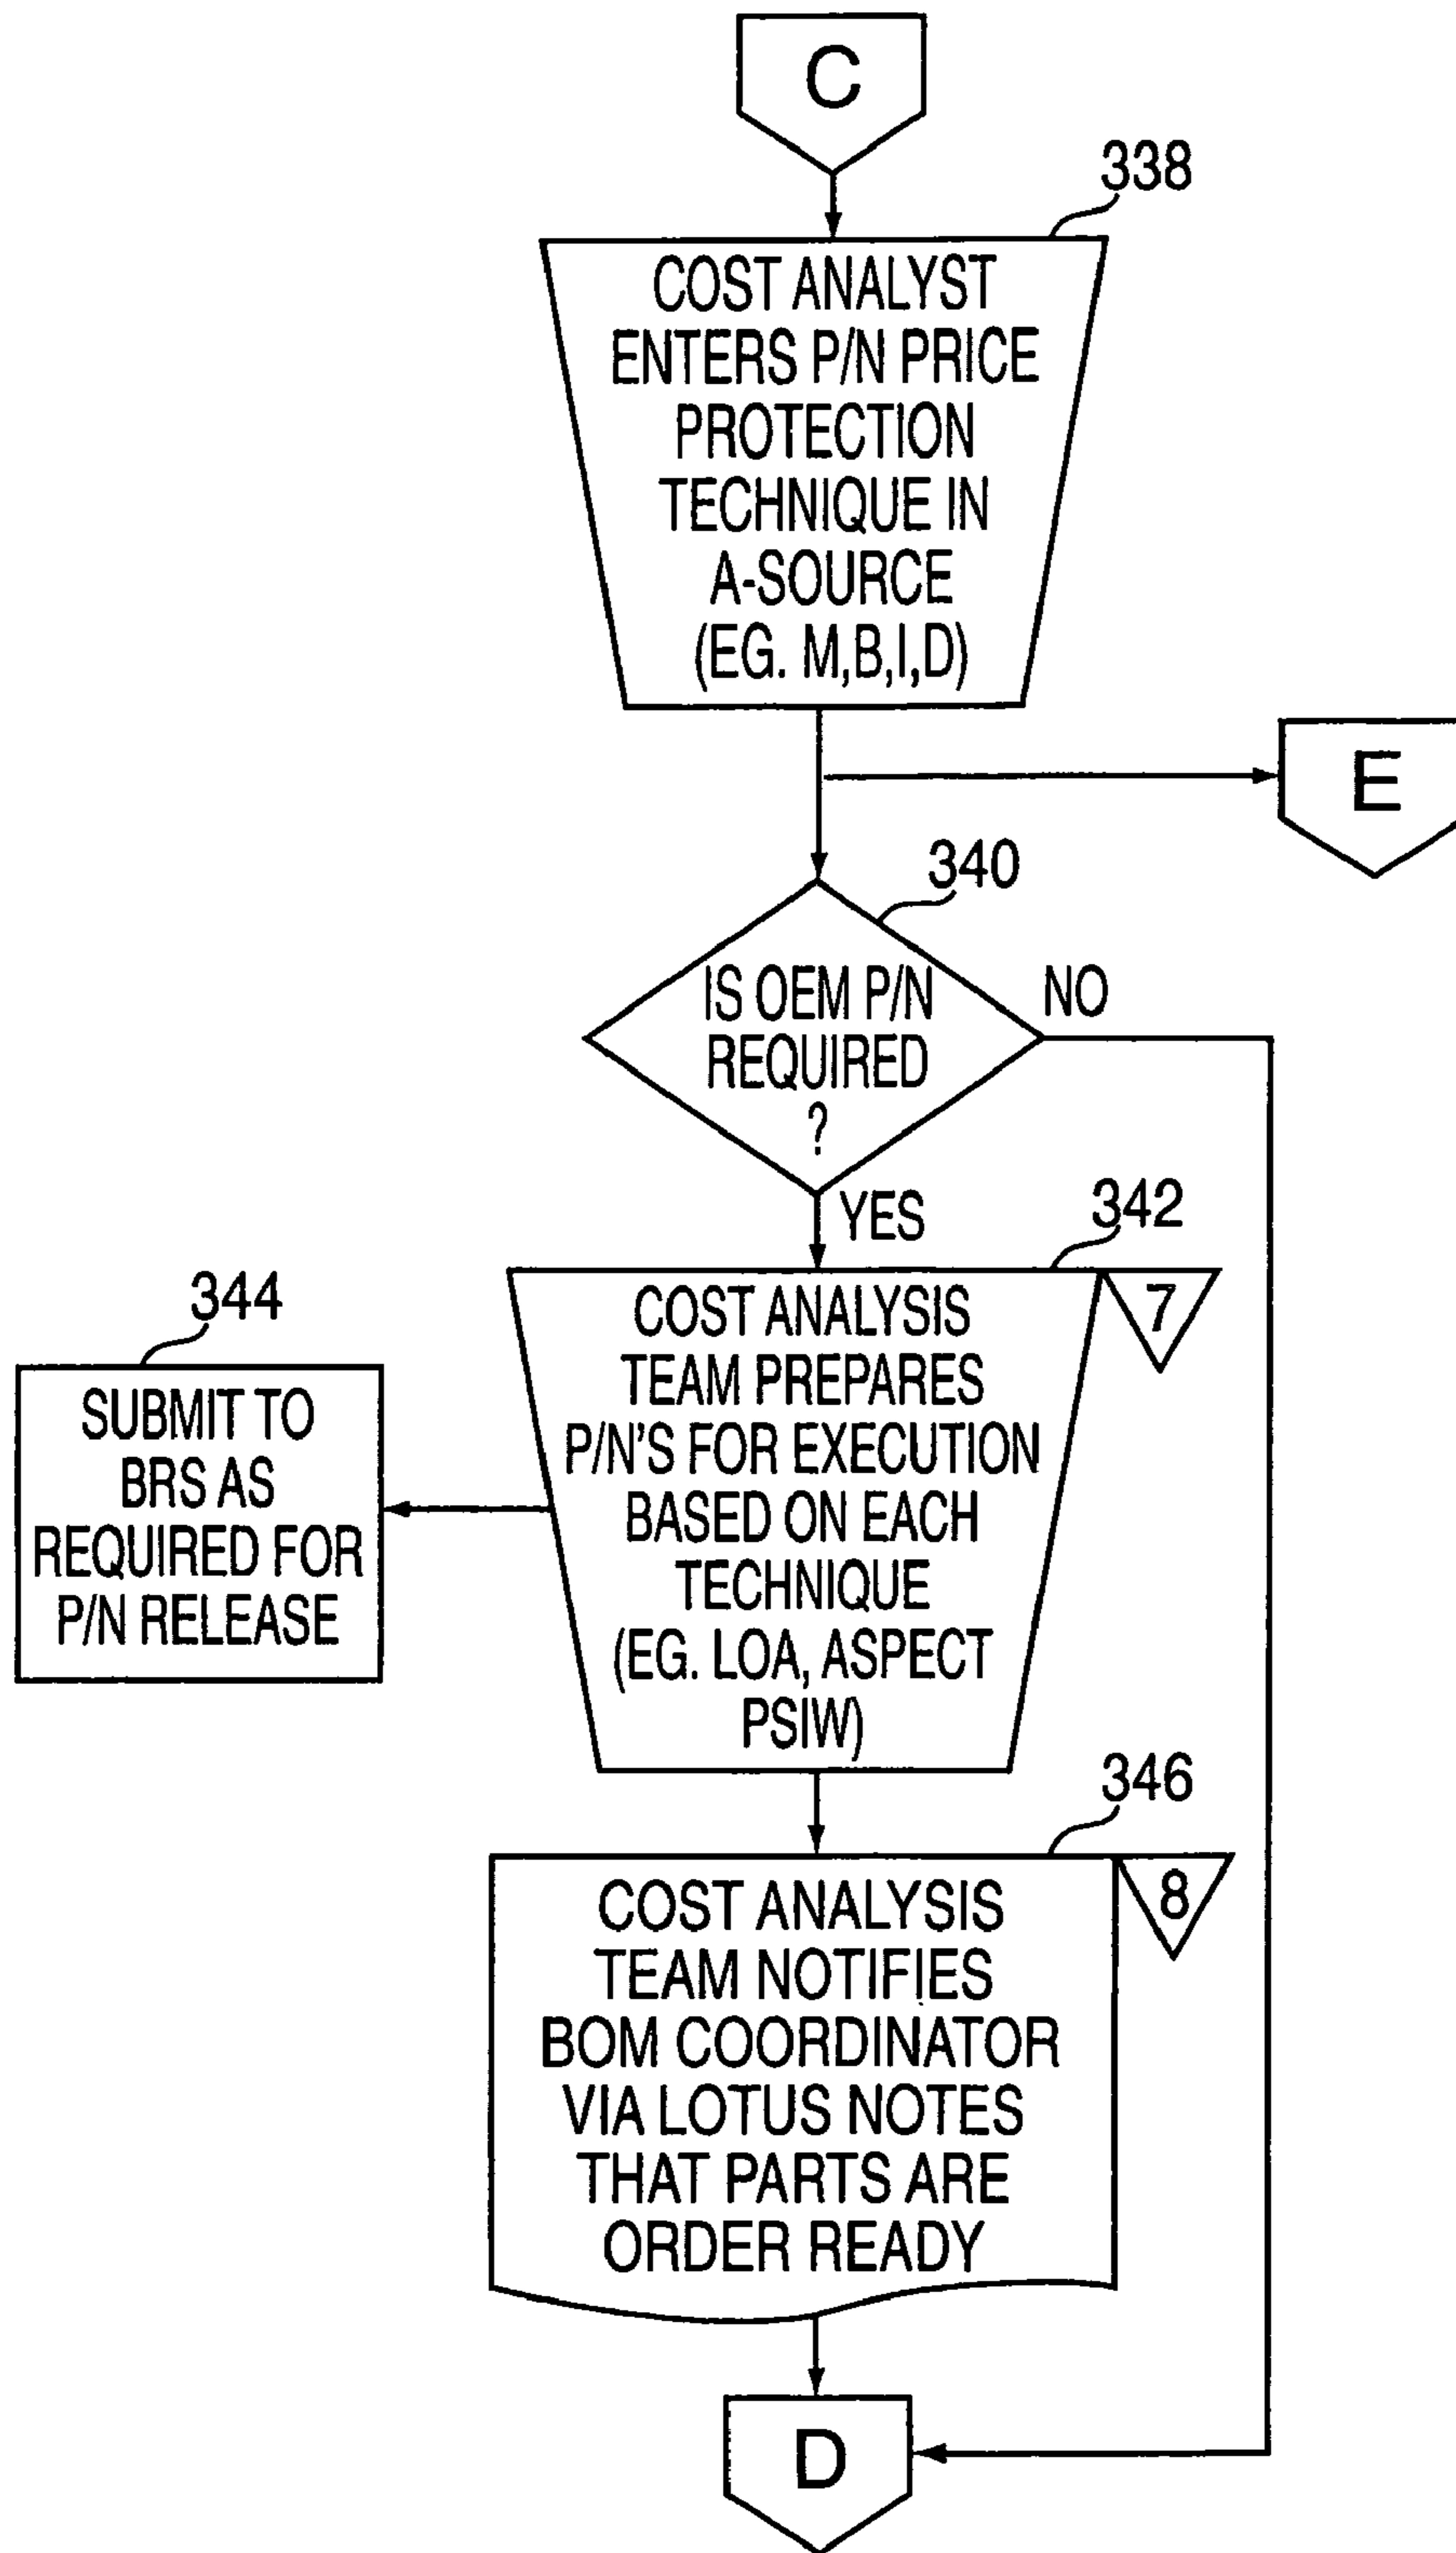 C
338
COST ANALYST
ENTERS P/N PRICE
PROTECTION
TECHNIQUE IN
A-SOURCE
(EG. M,B,I,D)
E
340
IS OEM P/N
REQUIRED
?
NO
YES
342
7
COST ANALYSIS
TEAM PREPARES
P/N'S FOR EXECUTION
BASED ON EACH
TECHNIQUE
(EG. LOA, ASPECT
PSIW)
344
SUBMIT TO
BRS AS
REQUIRED FOR
P/N RELEASE
346
8
COST ANALYSIS
TEAM NOTIFIES
BOM COORDINATOR
VIA LOTUS NOTES
THAT PARTS ARE
ORDER READY
D